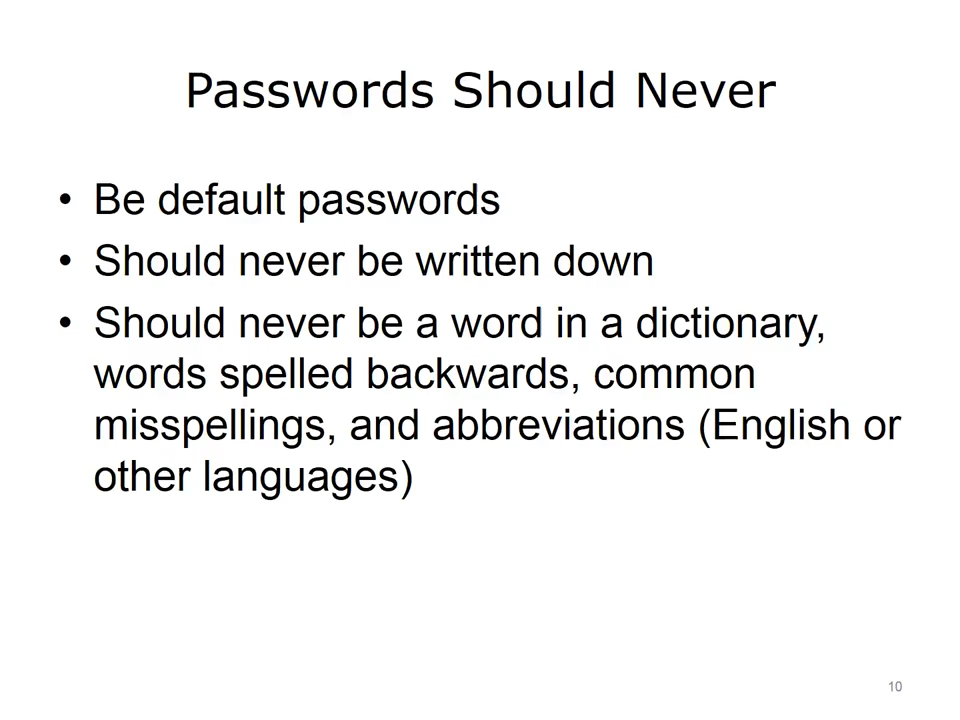 Passwords Should Never
• Be default passwords
• Should never be written down
• Should never be a word in a dictionary,
words spelled backwards, common
misspellings, and abbreviations (English or
other languages)
10